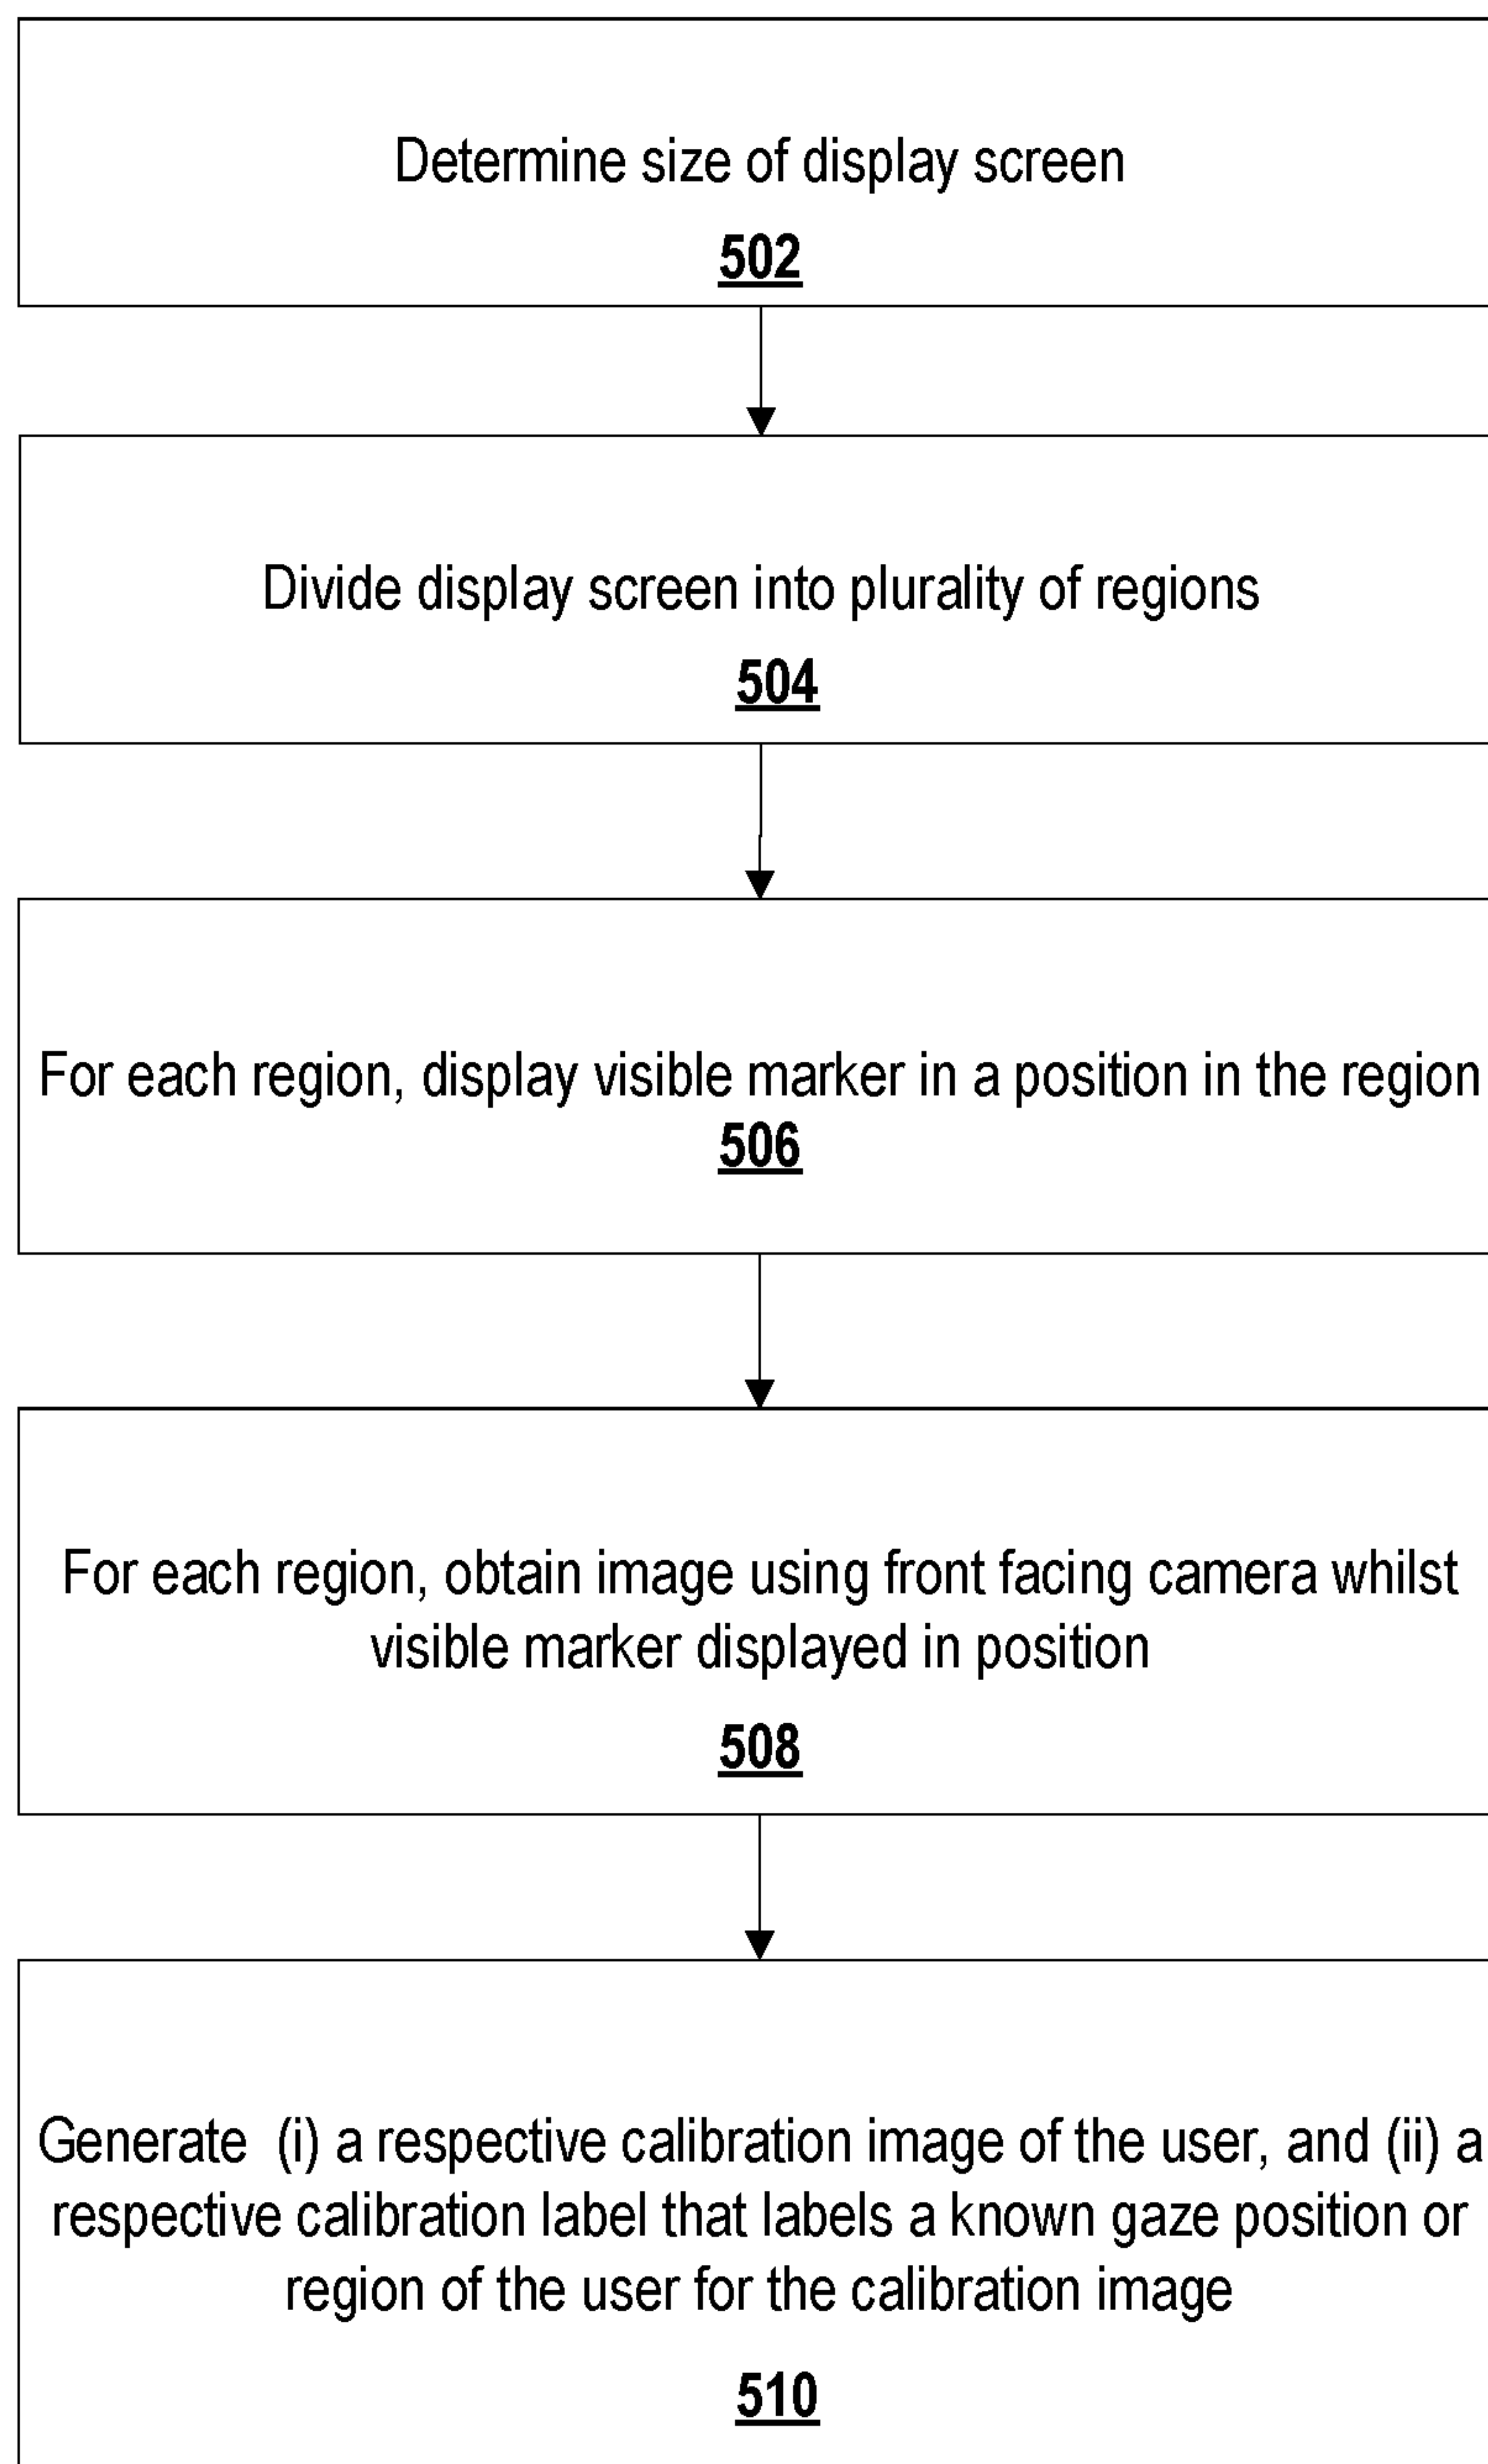 Determine size of display screen
502
Divide display screen into plurality of regions
504
For each region, display visible marker in a position in the region
506
For each region, obtain image using front facing camera whilst
visible marker displayed in position
508
Generate (i) a respective calibration image of the user, and (ii) a
respective calibration label that labels a known gaze position or
region of the user for the calibration image
510